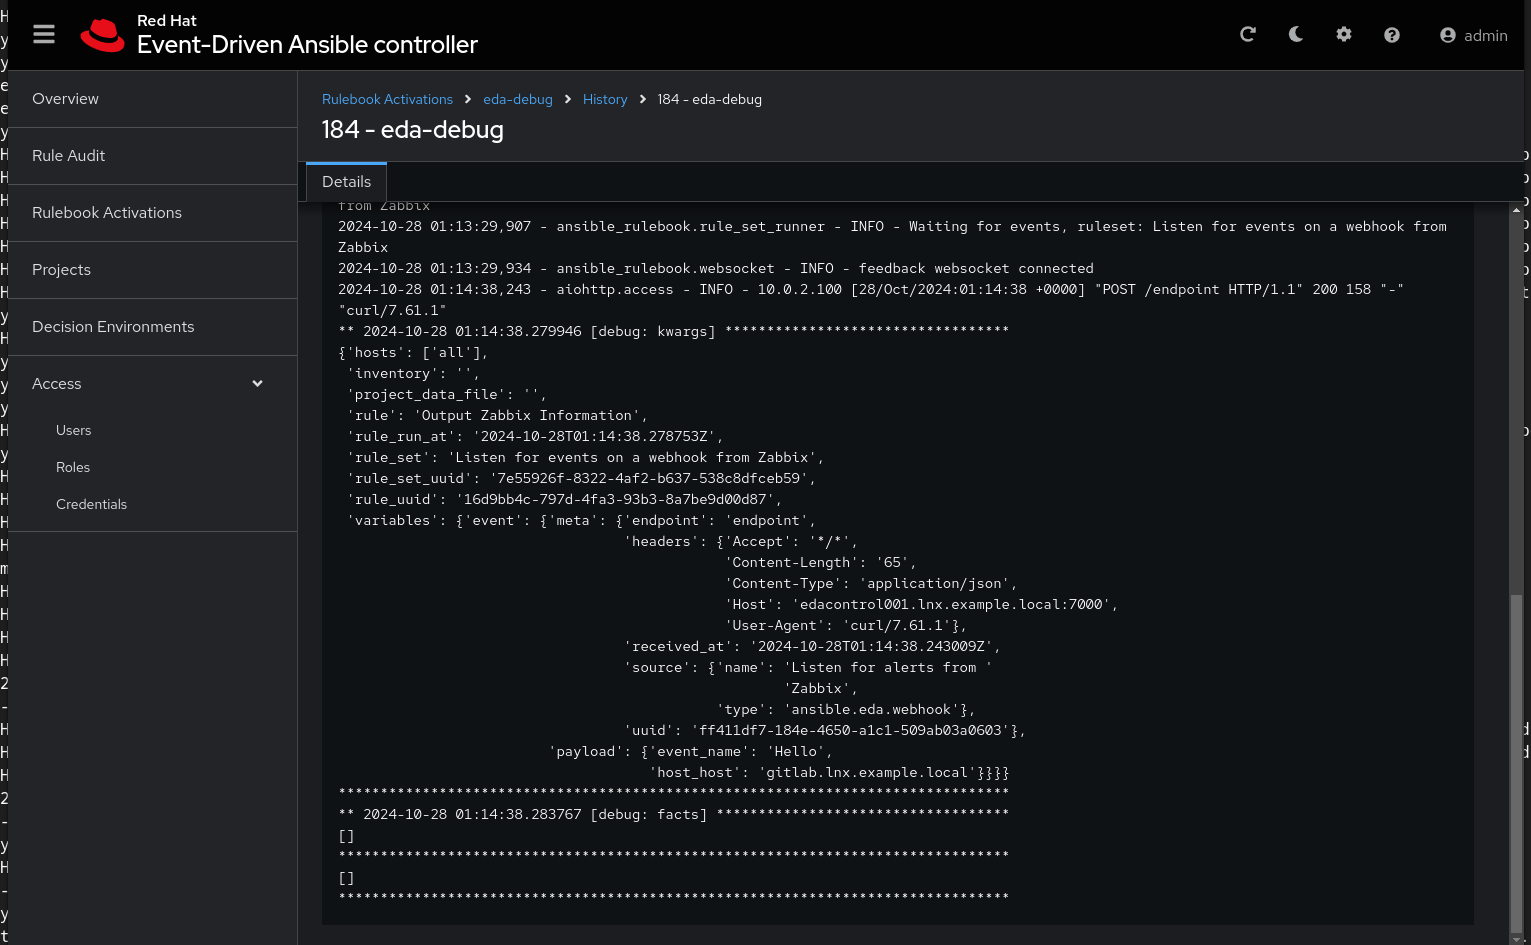 Red Hat
Event-Driven Ansible controller
admin
Overview
Rule Audit
Rulebook Activations
Projects
Decision Environments
Access
Users
Roles
Credentials
Rulebook Activations > eda-debug > History > 184 - eda-debug
184 - eda-debug
Details
from Zabbix
2024-10-28 01:13:29,907 - ansible_rulebook.rule_set_runner - INFO - Waiting for events, ruleset: Listen for events on a webhook from
Zabbix
2024-10-28 01:13:29,934 - ansible_rulebook.websocket - INFO - feedback websocket connected
2024-10-28 01:14:38,243 - aiohttp.access - INFO - 10.0.2.100 [28/Oct/2024:01:14:38 +0000] "POST /endpoint HTTP/1.1" 200 158 "-"
"curl/7.61.1"
** 2024-10-28 01:14:38.279946 [debug: kwargs] **********************************
{'hosts': ['all'],
 'inventory': '',
 'project_data_file': '',
 'rule': 'Output Zabbix Information',
 'rule_run_at': '2024-10-28T01:14:38.278753Z',
 'rule_set': 'Listen for events on a webhook from Zabbix',
 'rule_set_uuid': '7e55926f-8322-4af2-b637-538c8dfceb59',
 'rule_uuid': '16d9bb4c-797d-4fa3-93b3-8a7be9d00d87',
 'variables': {'event': {'meta': {'endpoint': 'endpoint',
                                  'headers': {'Accept': '*/*',
                                              'Content-Length': '65',
                                              'Content-Type': 'application/json',
                                              'Host': 'edacontrol001.lnx.example.local:7000',
                                              'User-Agent': 'curl/7.61.1'},
                                  'received_at': '2024-10-28T01:14:38.243009Z',
                                  'source': {'name': 'Listen for alerts from '
                                                     'Zabbix',
                                             'type': 'ansible.eda.webhook'},
                                  'uuid': 'ff411df7-184e-4650-a1c1-509ab03a0603'},
                         'payload': {'event_name': 'Hello',
                                     'host_host': 'gitlab.lnx.example.local'}}}}
********************************************************************************
** 2024-10-28 01:14:38.283767 [debug: facts] ***********************************
[]
********************************************************************************
[]
********************************************************************************